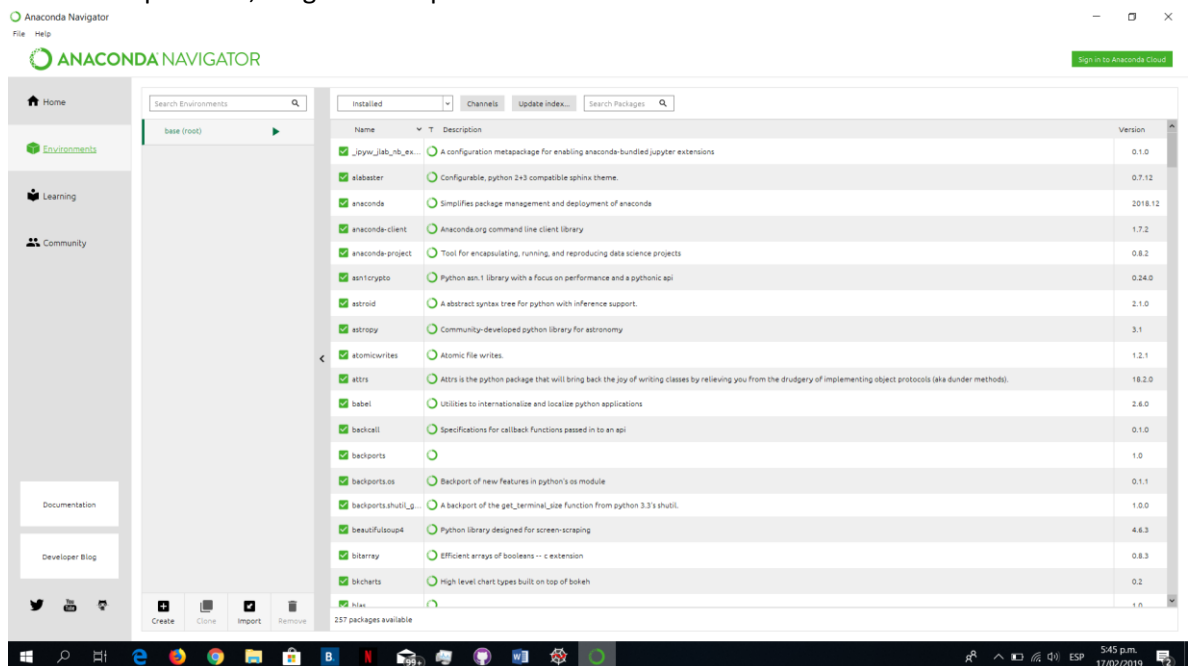 Anaconda Navigator
File Help
ANACONDA NAVIGATOR
Sign in to Anaconda Cloud
Home
Environments
Learning
Community
Documentation
Developer Blog
Search Environments
base (root)
Create Clone Import Remove
Installed Channels Update index... Search Packages
Name T Description Version
_ipyw_jlab_nb_ex... A configuration metapackage for enabling anaconda-bundled jupyter extensions 0.1.0
alabaster Configurable, python 2+3 compatible sphinx theme. 0.7.12
anaconda Simplifies package management and deployment of anaconda 2018.12
anaconda-client Anaconda.org command line client library 1.7.2
anaconda-project Tool for encapsulating, running, and reproducing data science projects 0.8.2
asn1crypto Python asn.1 library with a focus on performance and a pythonic api 0.24.0
astroid A abstract syntax tree for python with inference support. 2.1.0
astropy Community-developed python library for astronomy 3.1
atomicwrites Atomic file writes. 1.2.1
attrs Attrs is the python package that will bring back the joy of writing classes by relieving you from the drudgery of implementing object protocols (aka dunder methods). 18.2.0
babel Utilities to internationalize and localize python applications 2.6.0
backcall Specifications for callback functions passed in to an api 0.1.0
backports 1.0
backports.os Backport of new features in python's os module 0.1.1
backports.shutil_g... A backport of the get_terminal_size function from python 3.3's shutil. 1.0.0
beautifulsoup4 Python library designed for screen-scraping 4.6.3
bitarray Efficient arrays of booleans -- c extension 0.8.3
bkcharts High level chart types built on top of bokeh 0.2
blas 1.0
257 packages available
B. N 99+ ESP 5:45 p.m.
17/02/2019